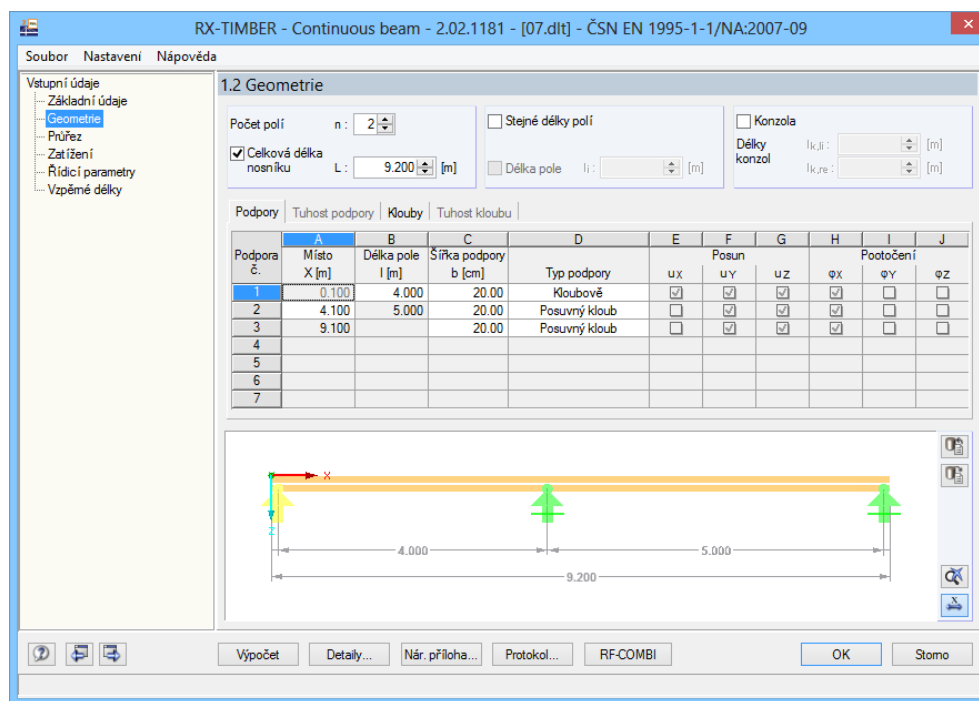 RX-TIMBER - Continuous beam - 2.02.1181 - [07.dlt] - ČSN EN 1995-1-1/NA:2007-09
Soubor Nastavení Nápověda
Vstupní údaje
Základní údaje
Geometrie
Průřez
Zatížení
Řídicí parametry
Vzpěrné délky
1.2 Geometrie
Počet polí n : 2
Celková délka
nosníku L : 9.200 [m]
Stejné délky polí
Délka pole li : [m]
Konzola
Délky lk,li : [m]
konzol lk,re : [m]
Podpory Tuhost podpory Klouby Tuhost kloubu
A B C D E F G H I J
Podpora Místo Délka pole Šířka podpory Posun Pootočení
č. X [m] l [m] b [cm] Typ podpory uX uY uZ φX φY φZ
1 0.100 4.000 20.00 Kloubově
2 4.100 5.000 20.00 Posuvný kloub
3 9.100 20.00 Posuvný kloub
4
5
6
7
X
Z
4.000 5.000
9.200
x
Výpočet Detaily... Nár. příloha... Protokol... RF-COMBI OK Storno